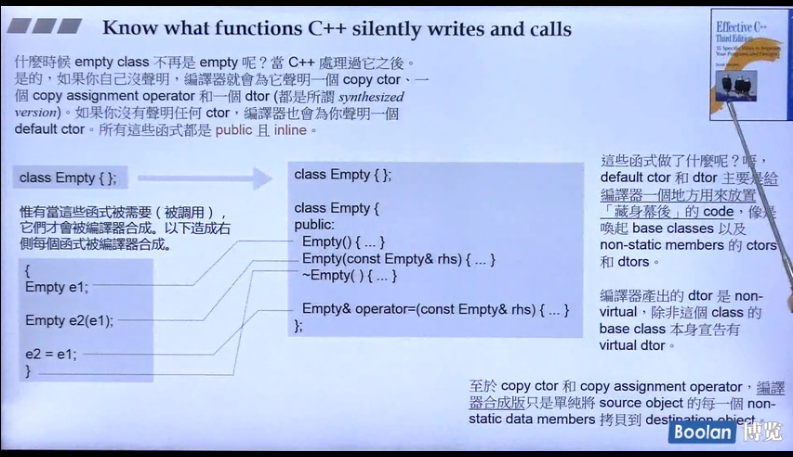 Know what functions C++ silently writes and calls
Effective C++
Third Edition
什麼時候 empty class 不再是 empty 呢？當 C++ 處理過它之後。
是的，如果你自己沒聲明，編譯器就會為它聲明一個 copy ctor、一
個 copy assignment operator 和一個 dtor (都是所謂 synthesized
version)。如果你沒有聲明任何 ctor，編譯器也會為你聲明一個
default ctor。所有這些函式都是 public 且 inline。
class Empty { };
惟有當這些函式被需要（被調用），
它們才會被編譯器合成。以下造成右
側每個函式被編譯器合成。
{
Empty e1;
Empty e2(e1);
e2 = e1;
}
class Empty { };
class Empty {
public:
Empty() { ... }
Empty(const Empty& rhs) { ... }
~Empty( ) { ... }
Empty& operator=(const Empty& rhs) { ... }
};
這些函式做了什麼呢？
default ctor 和 dtor 主要是給
編譯器一個地方用來放置
「藏身幕後」的 code，像是
喚起 base classes 以及
non-static members 的 ctors
和 dtors。
編譯器產出的 dtor 是 non-
virtual，除非這個 class 的
base class 本身宣告有
virtual dtor。
至於 copy ctor 和 copy assignment operator，編譯
器合成版只是單純將 source object 的每一個 non-
static data members 拷貝到 destination object。
Boolan 博览